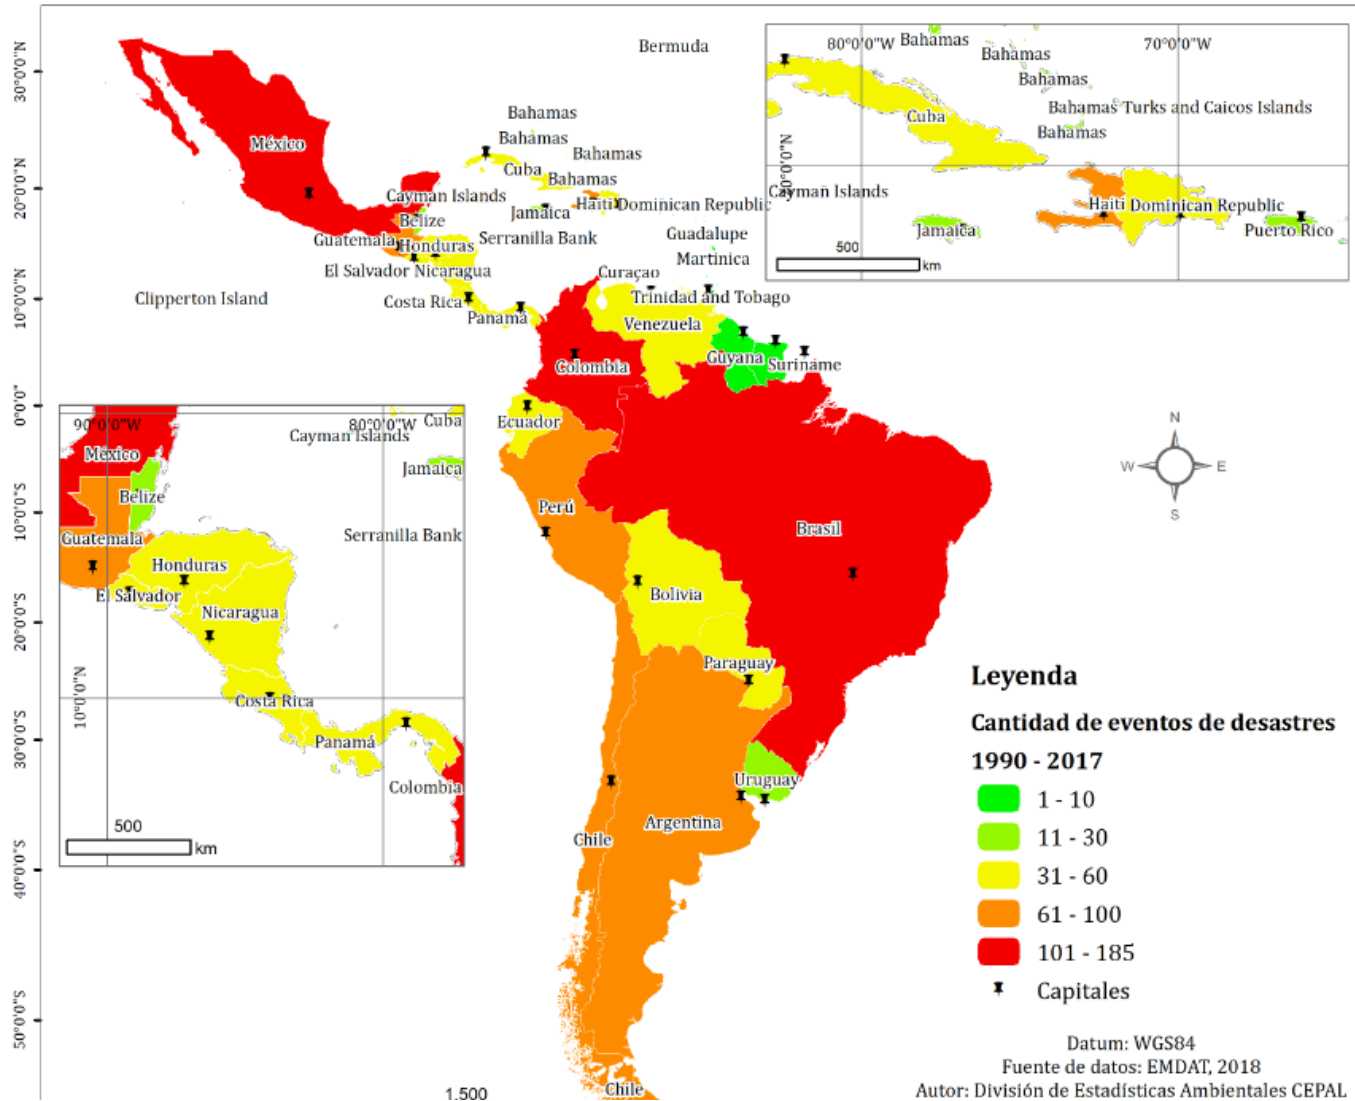 30°0'0"N
20°0'0"N
10°0'0"N
0°0'0"
10°0'0"S
20°0'0"S
30°0'0"S
40°0'0"S
50°0'0"S
Bermuda
México
Bahamas
Bahamas
Bahamas
Cuba
Bahamas
Cayman Islands
Haiti Dominican Republic
Jamaica
Belize
Guatemala Honduras
Serranilla Bank
Guadalupe
Martinica
El Salvador Nicaragua
Curaçao
Clipperton Island
Costa Rica
Trinidad and Tobago
Panamá
Venezuela
Guyana
Suriname
Colombia
Ecuador
Perú
Brasil
Bolivia
Paraguay
Uruguay
Argentina
Chile
Chile
1.500
80°0'0"W
70°0'0"W
Bahamas
Bahamas
Bahamas
Bahamas Turks and Caicos Islands
Cuba
Bahamas
Cayman Islands
Haiti Dominican Republic
Jamaica
Puerto Rico
500
km
90°0'0"W
80°0'0"W
Cuba
Cayman Islands
México
Jamaica
Belize
Serranilla Bank
Guatemala
Honduras
El Salvador
Nicaragua
10°0'0"N
Costa Rica
Panamá
Colombia
500
km
N
W
E
S
Leyenda
Cantidad de eventos de desastres
1990 - 2017
1 - 10
11 - 30
31 - 60
61 - 100
101 - 185
Capitales
Datum: WGS84
Fuente de datos: EMDAT, 2018
Autor: División de Estadísticas Ambientales CEPAL